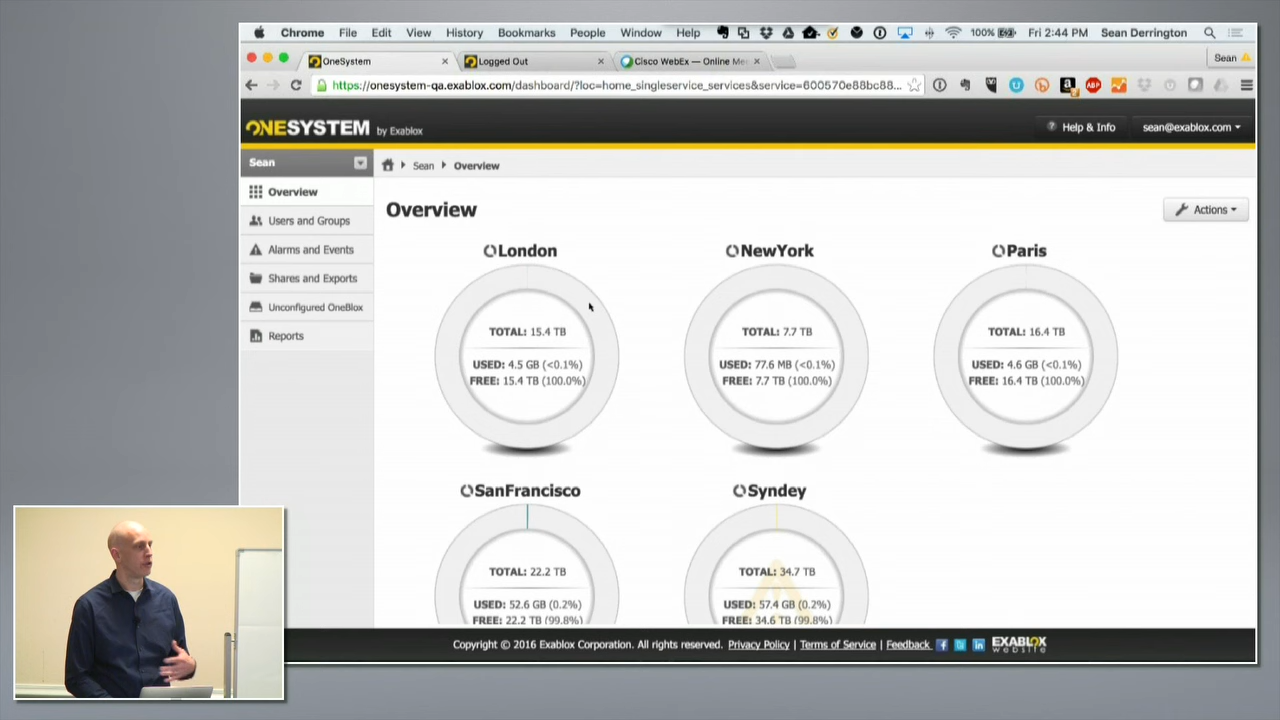 Chrome File Edit View History Bookmarks People Window Help 100% Fri 2:44 PM Sean Derrington
OneSystem × Logged Out × Cisco WebEx — Online Me × Sean
https://onesystem-qa.exablox.com/dashboard/?loc=home_singleservice_services&service=600570e88bc88...
ONESYSTEM by Exablox ? Help & Info sean@exablox.com
Sean
Sean Overview
Overview
Users and Groups
Alarms and Events
Shares and Exports
Unconfigured OneBlox
Reports
Overview
Actions
London
TOTAL: 15.4 TB
USED: 4.5 GB (<0.1%)
FREE: 15.4 TB (100.0%)
NewYork
TOTAL: 7.7 TB
USED: 77.6 MB (<0.1%)
FREE: 7.7 TB (100.0%)
Paris
TOTAL: 16.4 TB
USED: 4.6 GB (<0.1%)
FREE: 16.4 TB (100.0%)
SanFrancisco
TOTAL: 22.2 TB
USED: 52.6 GB (0.2%)
FREE: 22.2 TB (99.8%)
Syndey
TOTAL: 34.7 TB
USED: 57.4 GB (0.2%)
FREE: 34.6 TB (99.8%)
Copyright © 2016 Exablox Corporation. All rights reserved. Privacy Policy | Terms of Service | Feedback f in EXABLOX WEBSITE